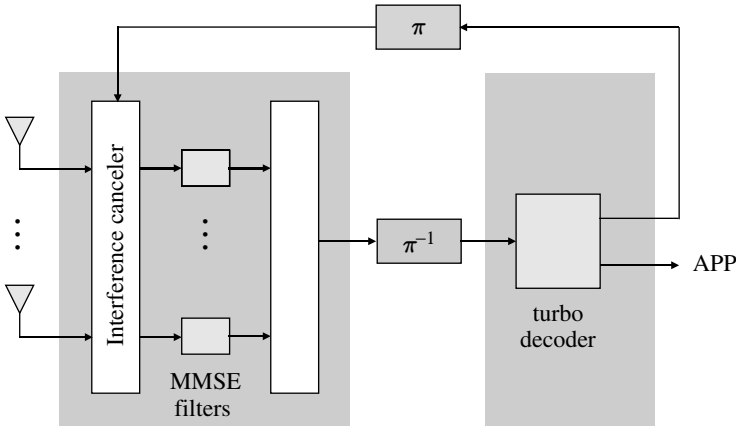 π
Interference canceler
π⁻¹
APP
turbo
decoder
MMSE
filters